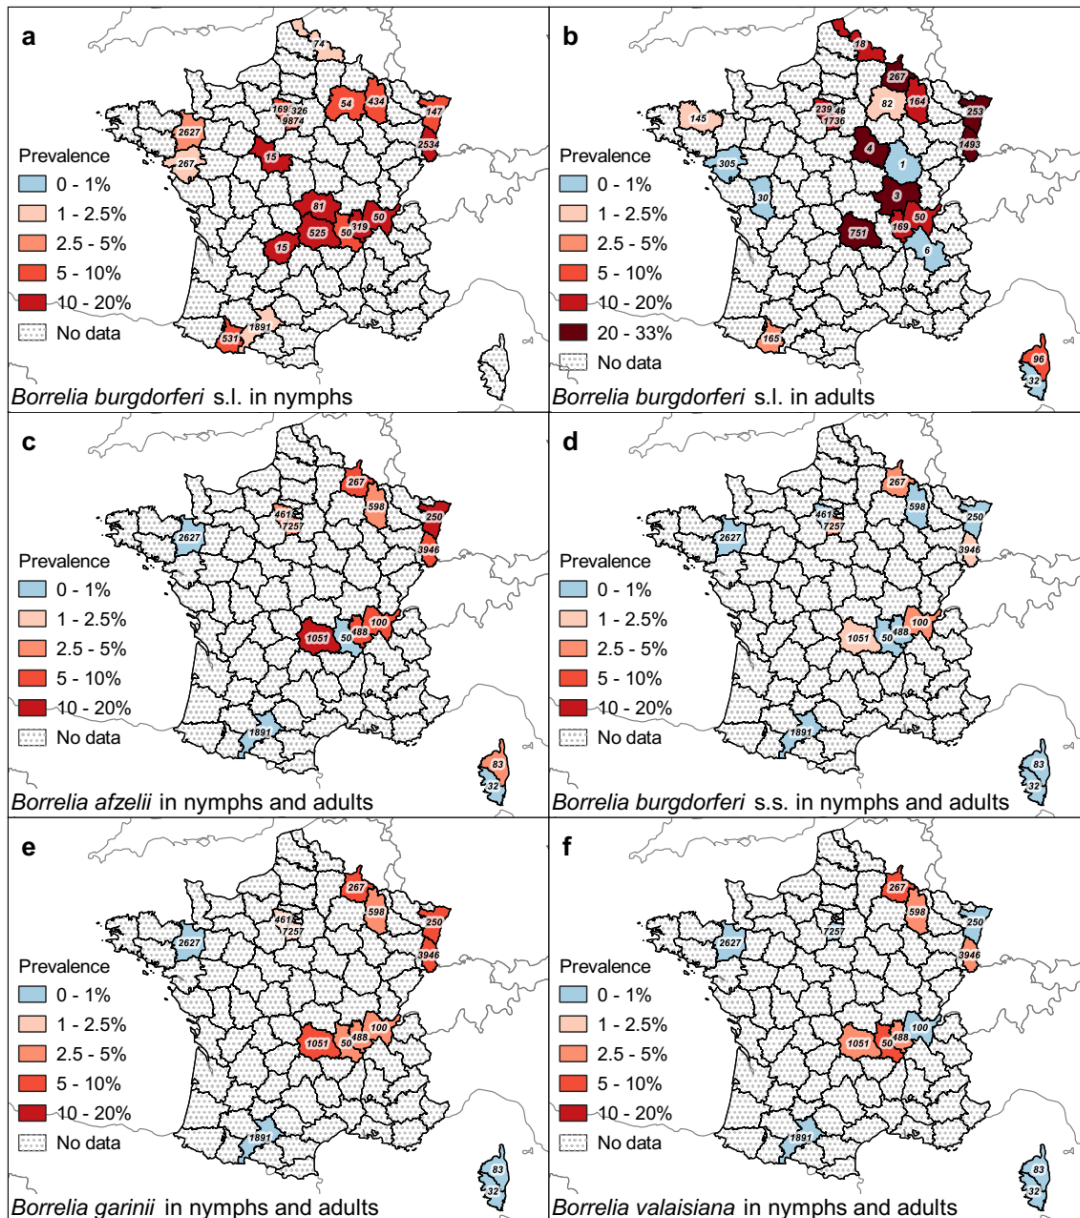 a
74
169 326
9874
54
434
147
2534
2627
267
15
81
525
50
319
50
15
1891
531
Prevalence
0 - 1%
1 - 2.5%
2.5 - 5%
5 - 10%
10 - 20%
No data
Borrelia burgdorferi s.l. in nymphs
b
18
267
82
164
239 46
1736
145
253
1493
4
1
305
30
3
50
169
751
6
165
96
32
Prevalence
0 - 1%
1 - 2.5%
2.5 - 5%
5 - 10%
10 - 20%
20 - 33%
No data
Borrelia burgdorferi s.l. in adults
c
267
598
461
7257
250
3946
2627
1051
50
488
100
1891
83
32
Prevalence
0 - 1%
1 - 2.5%
2.5 - 5%
5 - 10%
10 - 20%
No data
Borrelia afzelii in nymphs and adults
d
267
598
461
7257
250
3946
2627
1051
50
488
100
1891
83
32
Prevalence
0 - 1%
1 - 2.5%
2.5 - 5%
5 - 10%
10 - 20%
No data
Borrelia burgdorferi s.s. in nymphs and adults
e
267
598
461
7257
250
3946
2627
1051
50
488
100
1891
83
32
Prevalence
0 - 1%
1 - 2.5%
2.5 - 5%
5 - 10%
10 - 20%
No data
Borrelia garinii in nymphs and adults
f
267
598
7257
250
3946
2627
1051
50
488
100
1891
83
32
Prevalence
0 - 1%
1 - 2.5%
2.5 - 5%
5 - 10%
10 - 20%
No data
Borrelia valaisiana in nymphs and adults